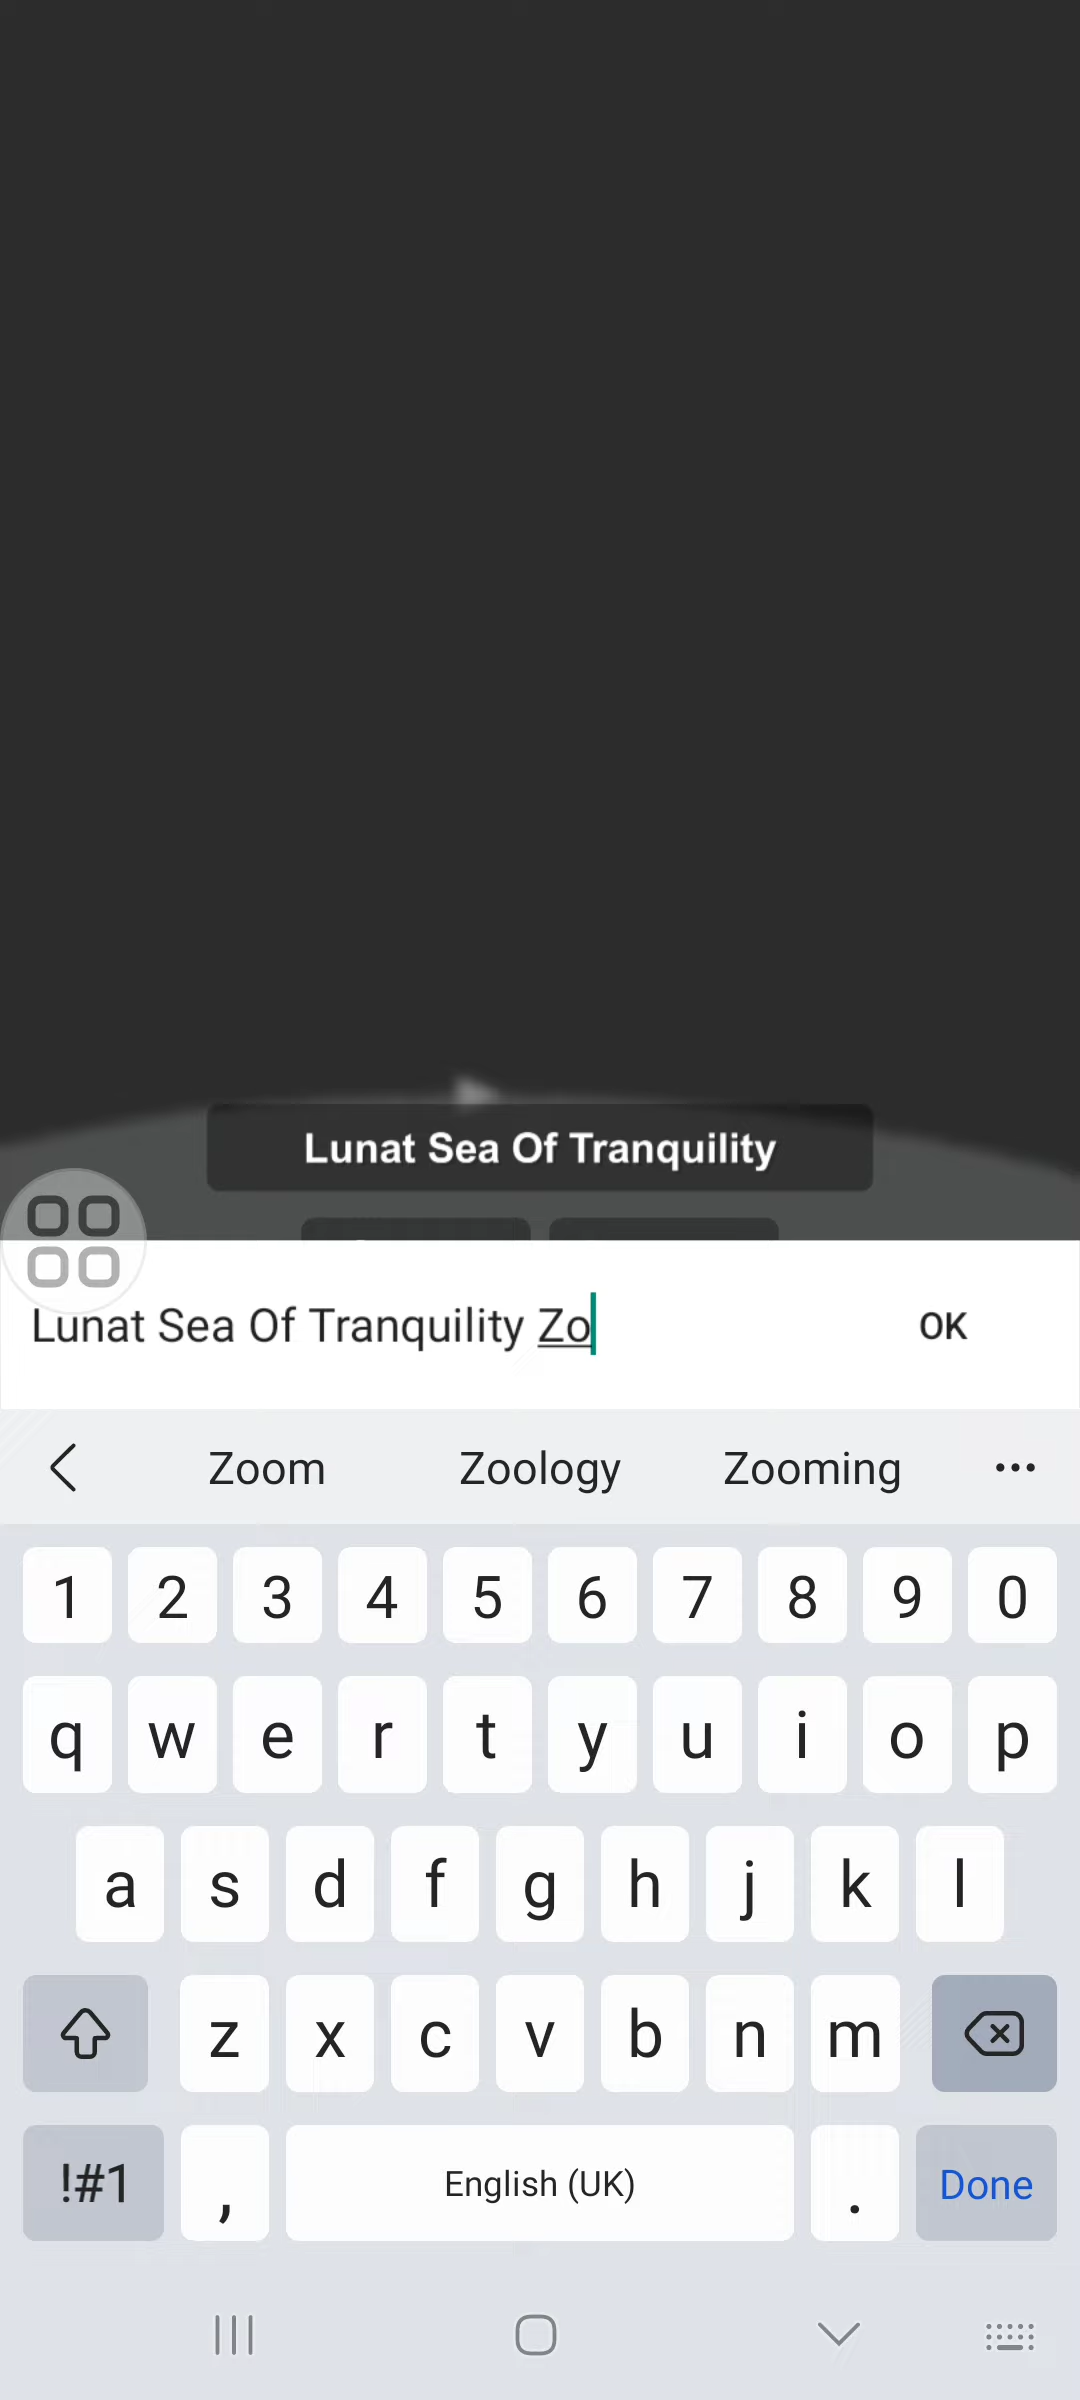 Lunat Sea Of Tranquility
Lunat Sea Of Tranquility Zo OK
Zoom Zoology Zooming
1 2 3 4 5 6 7 8 9 0
q w e r t y u i o p
a s d f g h j k l
z x c v b n m
!#1 , English (UK) . Done